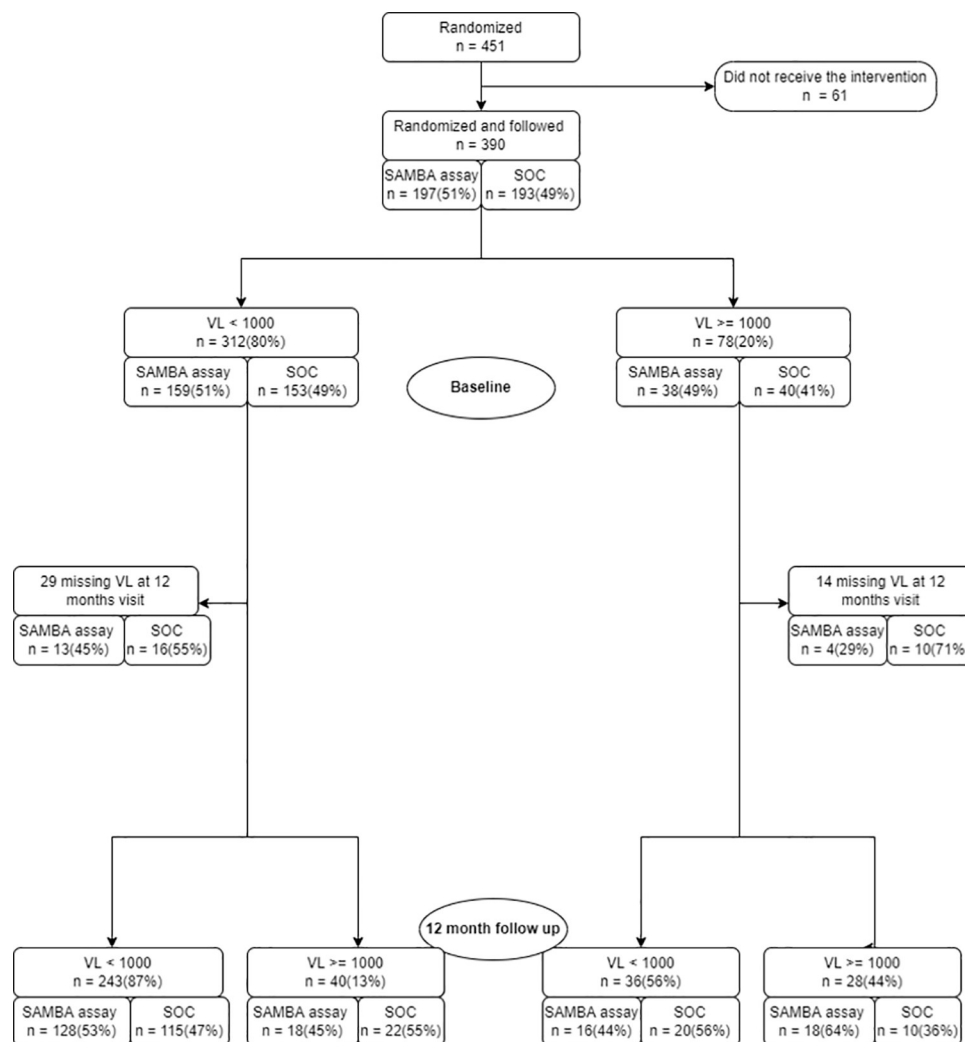 Randomized
n = 451
Did not receive the intervention
n = 61
Randomized and followed
n = 390
SAMBA assay
n = 197(51%)
SOC
n = 193(49%)
VL < 1000
n = 312(80%)
SAMBA assay
n = 159(51%)
SOC
n = 153(49%)
Baseline
VL >= 1000
n = 78(20%)
SAMBA assay
n = 38(49%)
SOC
n = 40(41%)
29 missing VL at 12
months visit
SAMBA assay
n = 13(45%)
SOC
n = 16(55%)
14 missing VL at 12
months visit
SAMBA assay
n = 4(29%)
SOC
n = 10(71%
12 month follow up
VL < 1000
n = 243(87%)
SAMBA assay
n = 128(53%)
SOC
n = 115(47%)
VL >= 1000
n = 40(13%)
SAMBA assay
n = 18(45%)
SOC
n = 22(55%)
VL < 1000
n = 36(56%)
SAMBA assay
n = 16(44%)
SOC
n = 20(56%)
VL >= 1000
n = 28(44%)
SAMBA assay
n = 18(64%)
SOC
n = 10(36%)